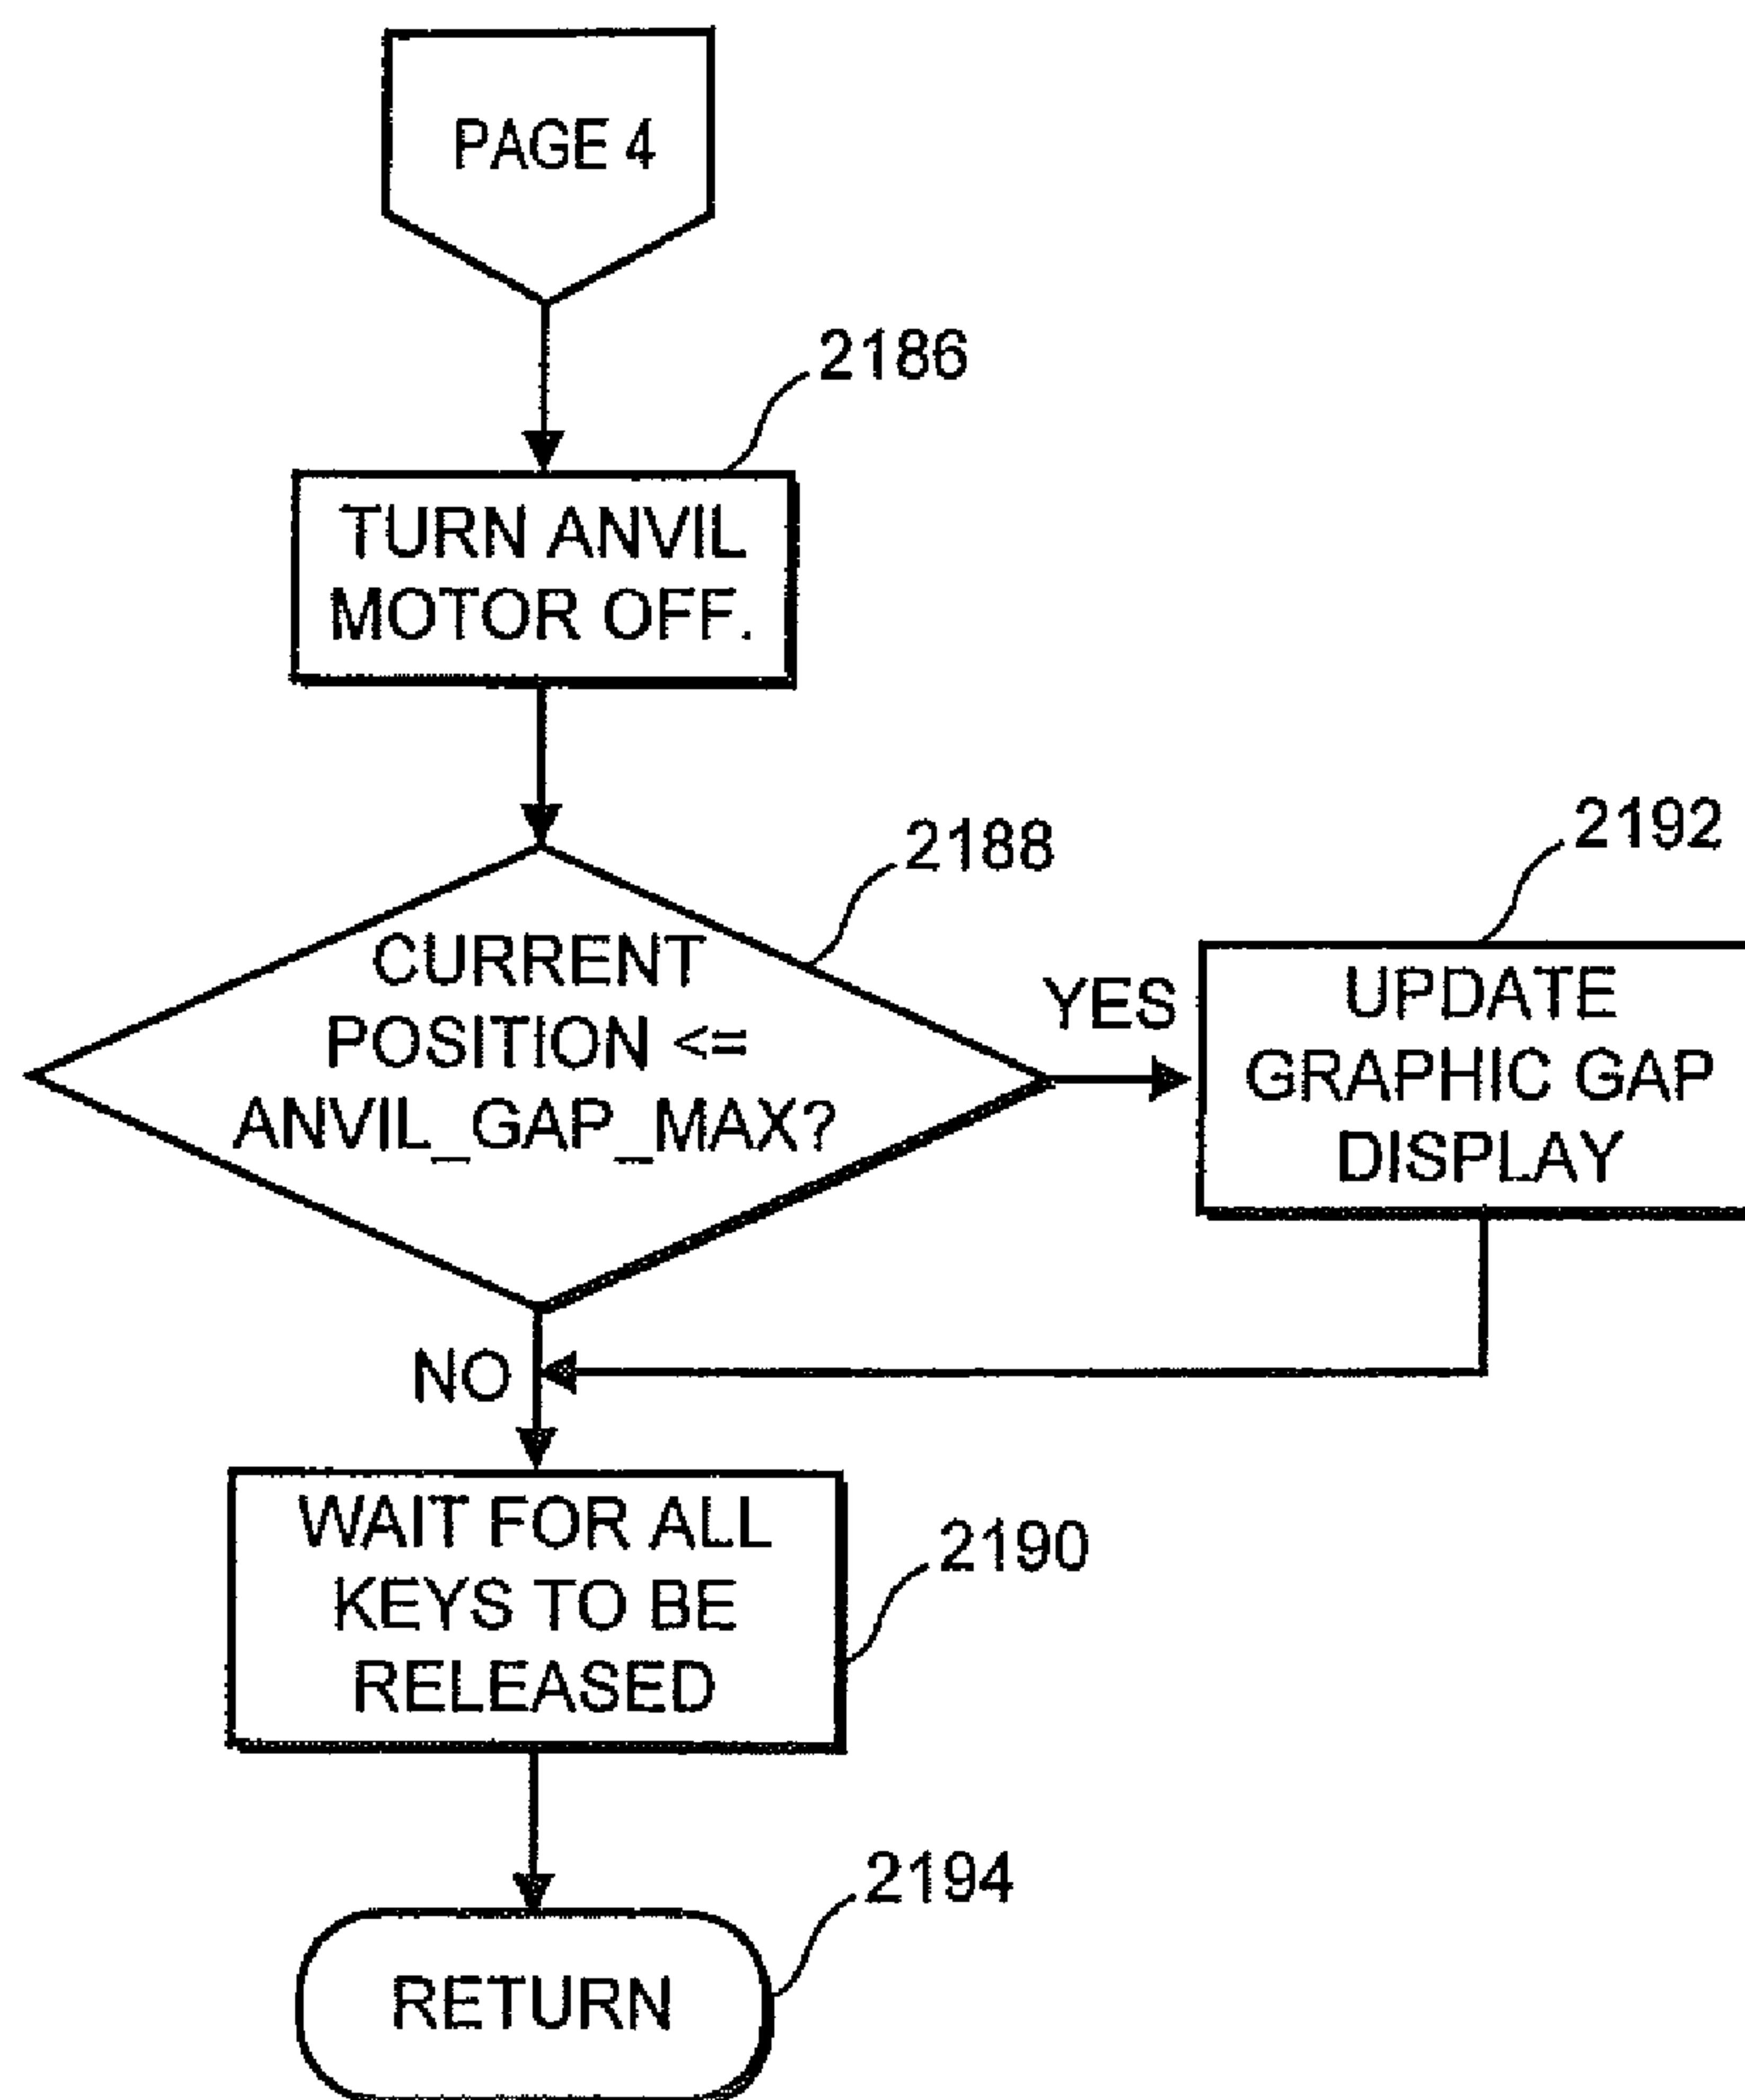 PAGE 4
2186
TURN ANVIL
MOTOR OFF.
2188
CURRENT
POSITION <=
ANVIL_GAP_MAX?
YES
2192
UPDATE
GRAPHIC GAP
DISPLAY
NO
WAIT FOR ALL
KEYS TO BE
RELEASED
2190
2194
RETURN